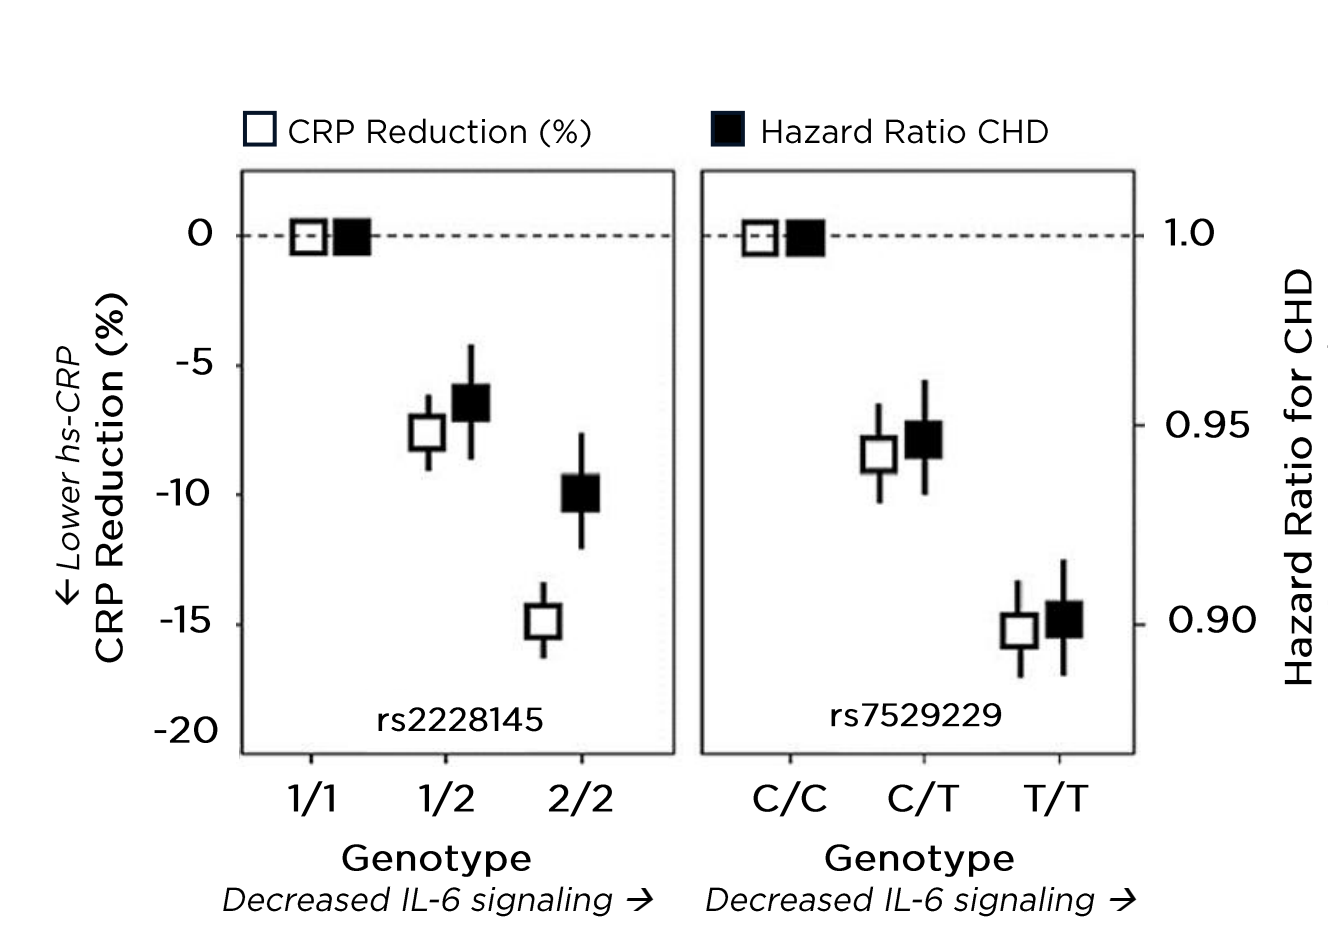 CRP Reduction (%)
Hazard Ratio CHD
0
-5
-10
-15
-20
← Lower hs-CRP
CRP Reduction (%)
rs2228145
1/1 1/2 2/2
Genotype
Decreased IL-6 signaling →
rs7529229
C/C C/T T/T
Genotype
Decreased IL-6 signaling →
1.0
0.95
0.90
Hazard Ratio for CHD